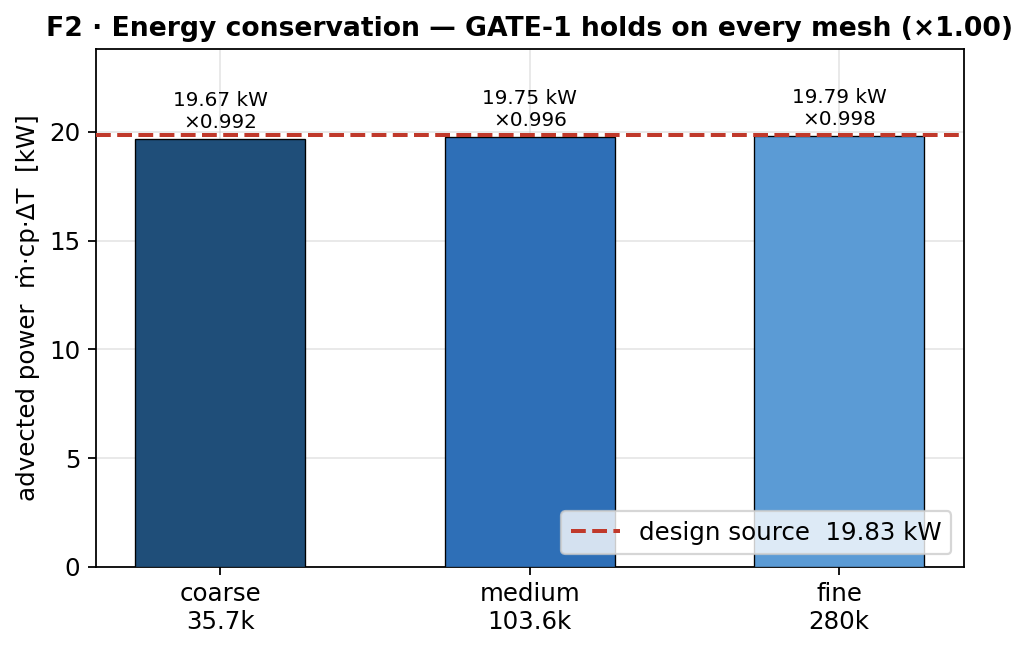 F2 · Energy conservation — GATE-1 holds on every mesh (×1.00)
advected power ṁ·cp·ΔT [kW]
20
15
10
5
0
19.67 kW
×0.992
19.75 kW
×0.996
19.79 kW
×0.998
design source 19.83 kW
coarse
35.7k
medium
103.6k
fine
280k